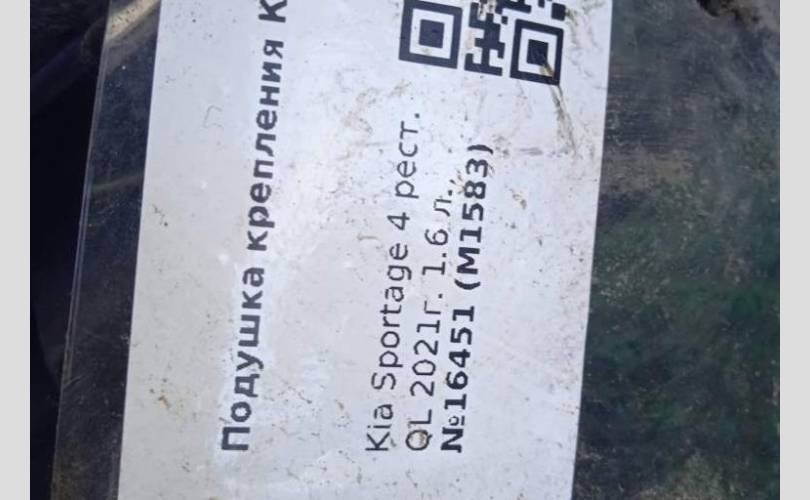 Подушка крепления К
Kia Sportage 4 рест.
QL 2021г. 1.6 л.,
№16451 (M1583)